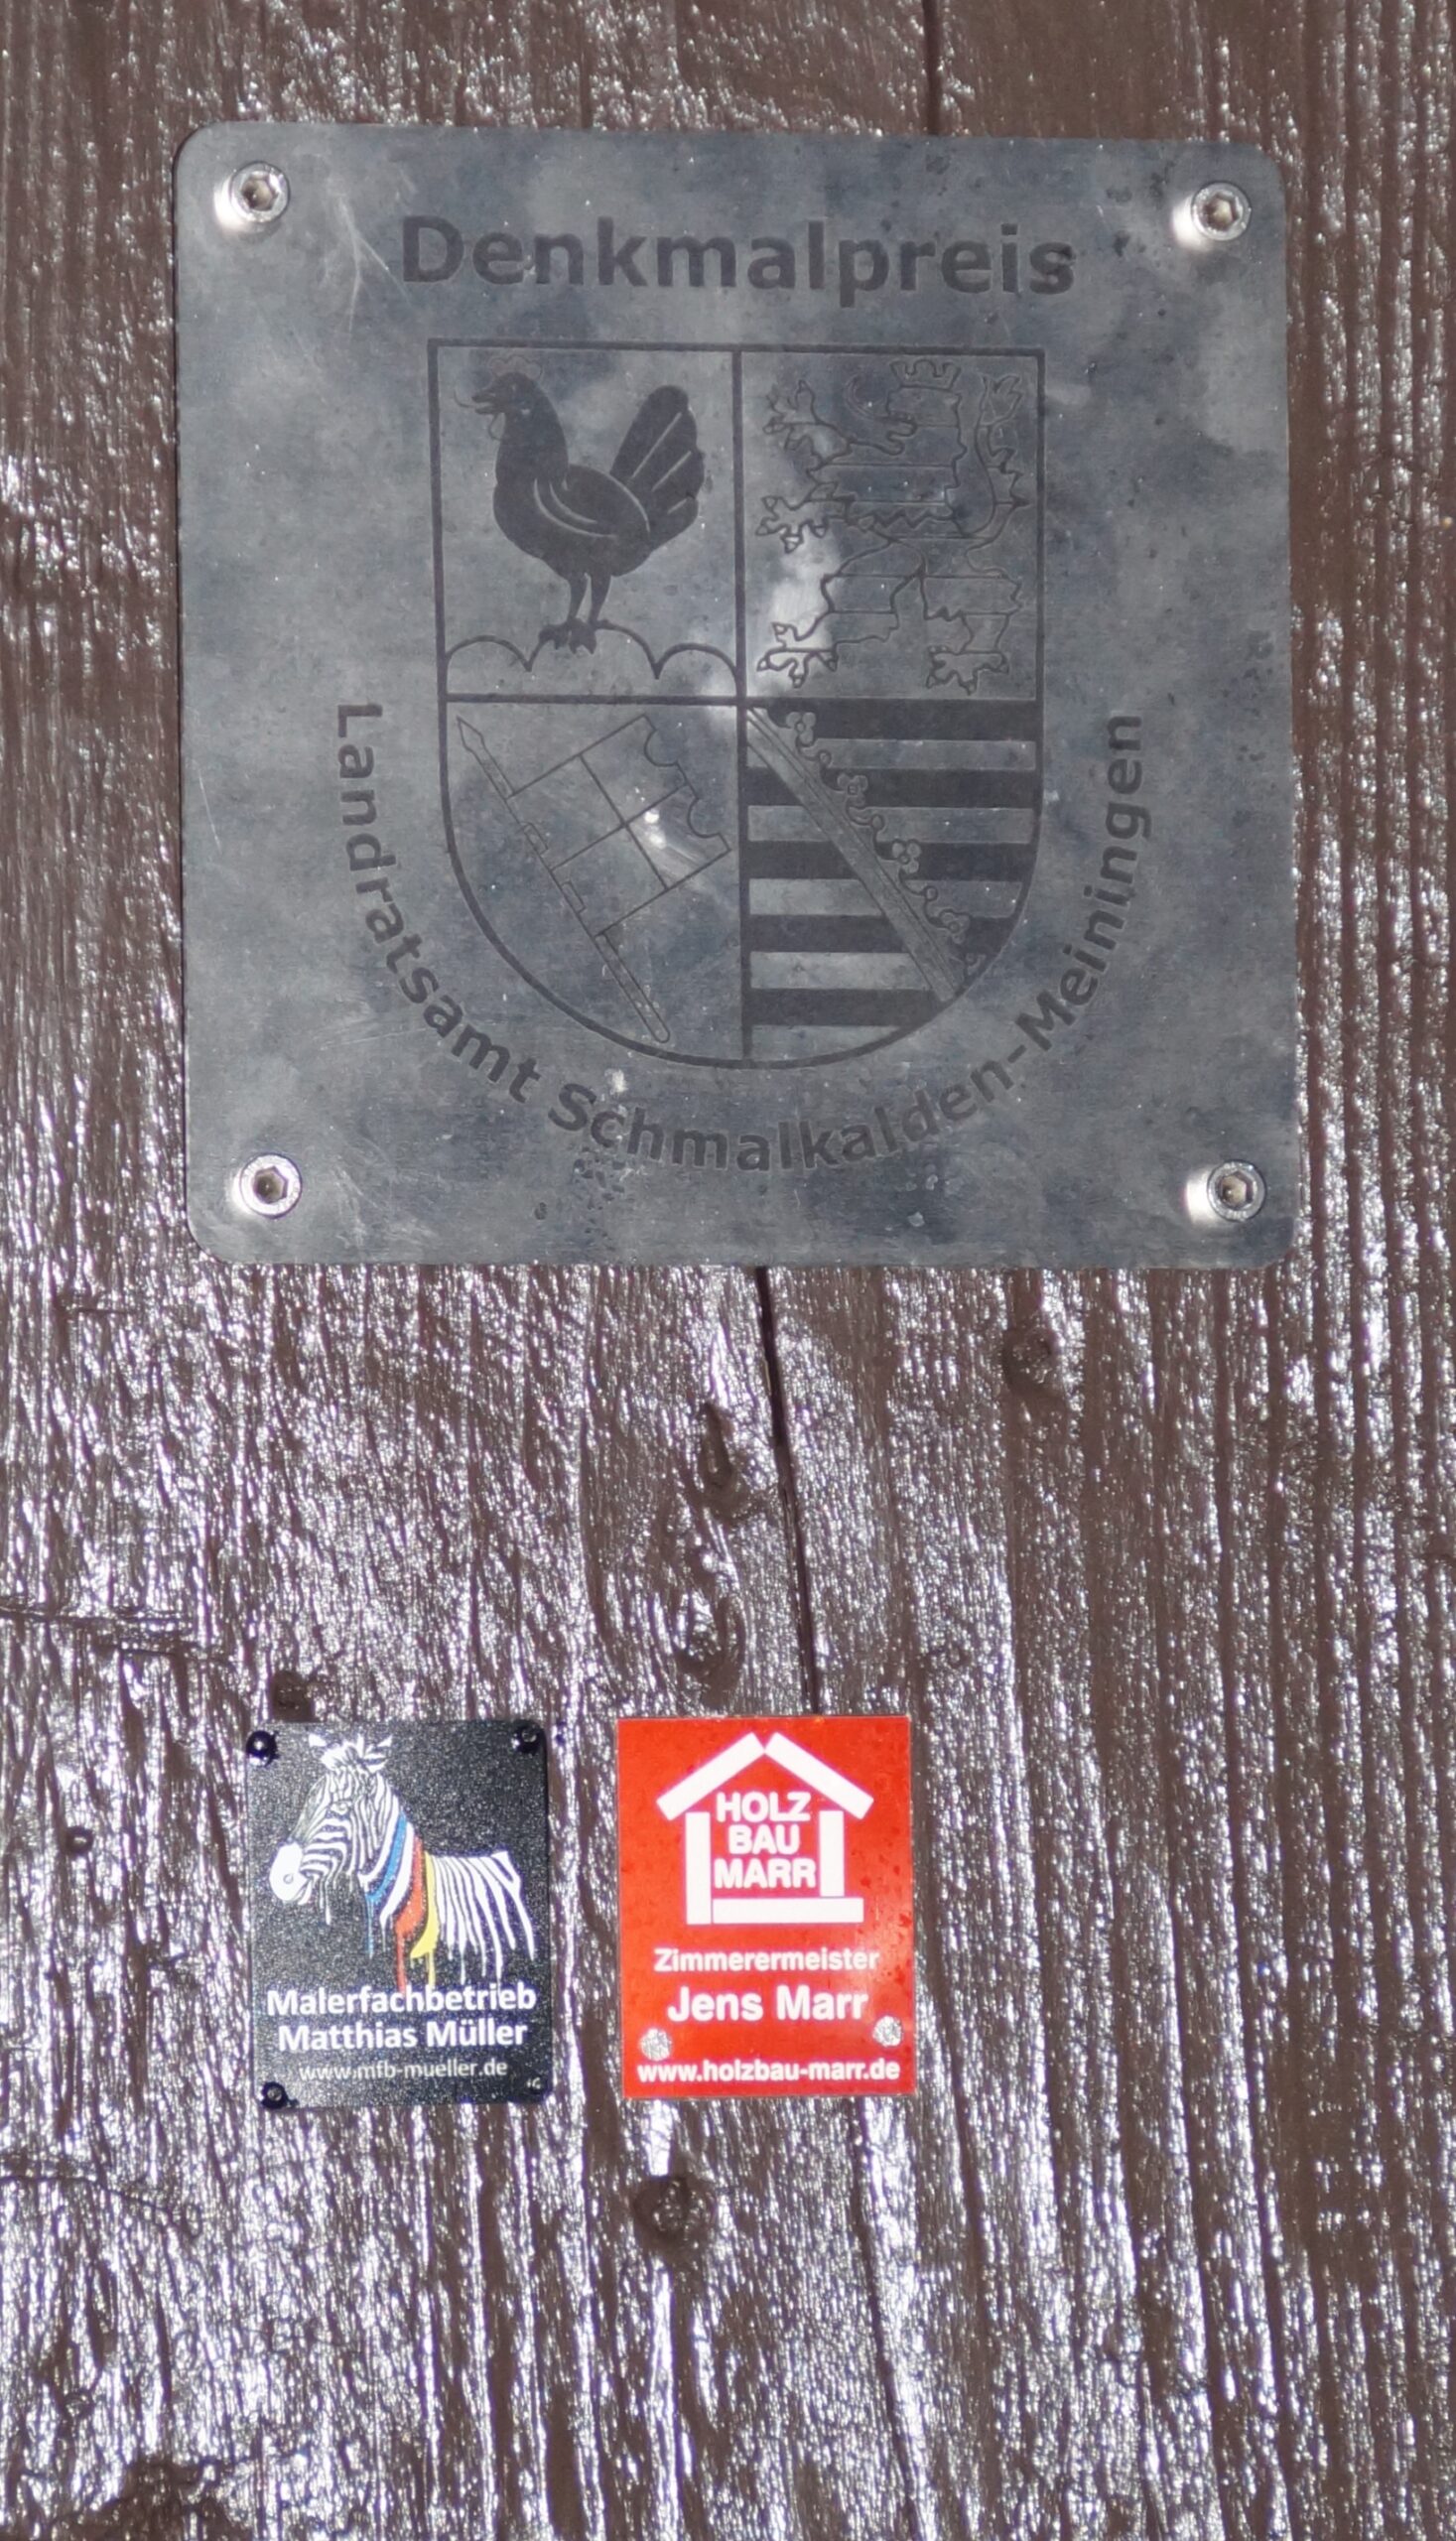 Denkmalpreis
Landratsamt Schmalkalden-Meiningen
Malerfachbetrieb
Matthias Müller
www.mfb-mueller.de
HOLZ
BAU
MARR
Zimmerermeister
Jens Marr
www.holzbau-marr.de